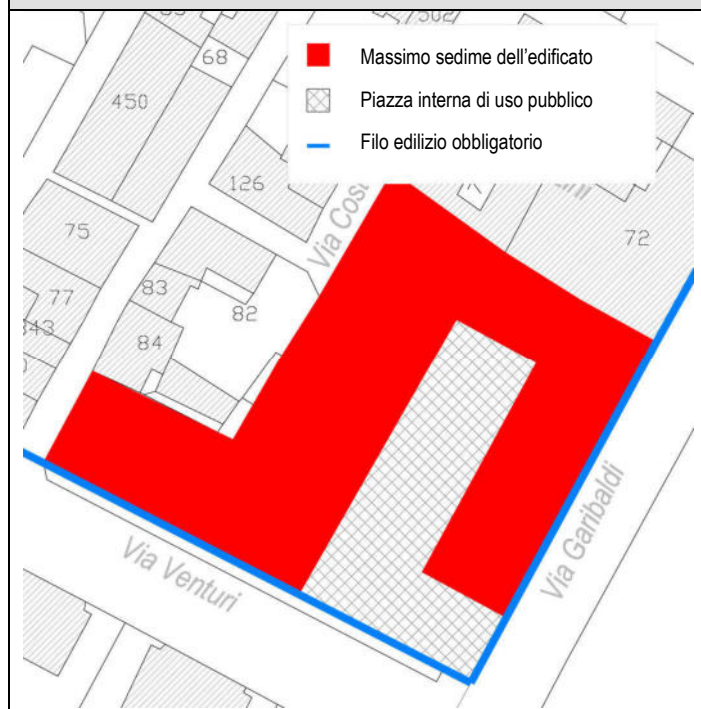 502
68
Massimo sedime dell'edificato
450
Piazza interna di uso pubblico
Filo edilizio obbligatorio
126
75
72
83
77
82
84
Via Garibaldi
Via Venturi